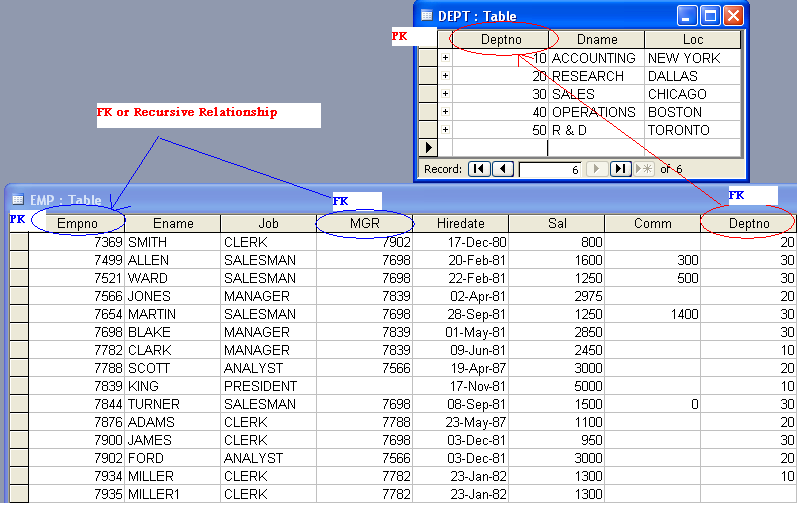 DEPT : Table
PK
Deptno Dname Loc
+ 10 ACCOUNTING NEW YORK
+ 20 RESEARCH DALLAS
+ 30 SALES CHICAGO
+ 40 OPERATIONS BOSTON
+ 50 R & D TORONTO
Record: 6 of 6
FK or Recursive Relationship
EMP : Table
FK
FK
PK
Empno Ename Job MGR Hiredate Sal Comm Deptno
7369 SMITH CLERK 7902 17-Dec-80 800 20
7499 ALLEN SALESMAN 7698 20-Feb-81 1600 300 30
7521 WARD SALESMAN 7698 22-Feb-81 1250 500 30
7566 JONES MANAGER 7839 02-Apr-81 2975 20
7654 MARTIN SALESMAN 7698 28-Sep-81 1250 1400 30
7698 BLAKE MANAGER 7839 01-May-81 2850 30
7782 CLARK MANAGER 7839 09-Jun-81 2450 10
7788 SCOTT ANALYST 7566 19-Apr-87 3000 20
7839 KING PRESIDENT 17-Nov-81 5000 10
7844 TURNER SALESMAN 7698 08-Sep-81 1500 0 30
7876 ADAMS CLERK 7788 23-May-87 1100 20
7900 JAMES CLERK 7698 03-Dec-81 950 30
7902 FORD ANALYST 7566 03-Dec-81 3000 20
7934 MILLER CLERK 7782 23-Jan-82 1300 10
7935 MILLER1 CLERK 7782 23-Jan-82 1300